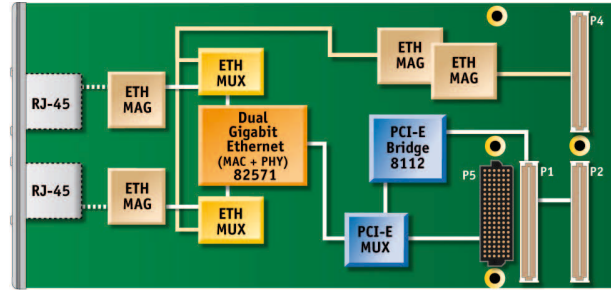 RJ-45
ETH
MAG
ETH
MUX
Dual
Gigabit
Ethernet
(MAC + PHY)
82571
RJ-45
ETH
MAG
ETH
MUX
ETH
MAG
ETH
MAG
P4
PCI-E
Bridge
8112
PCI-E
MUX
P5
P1
P2